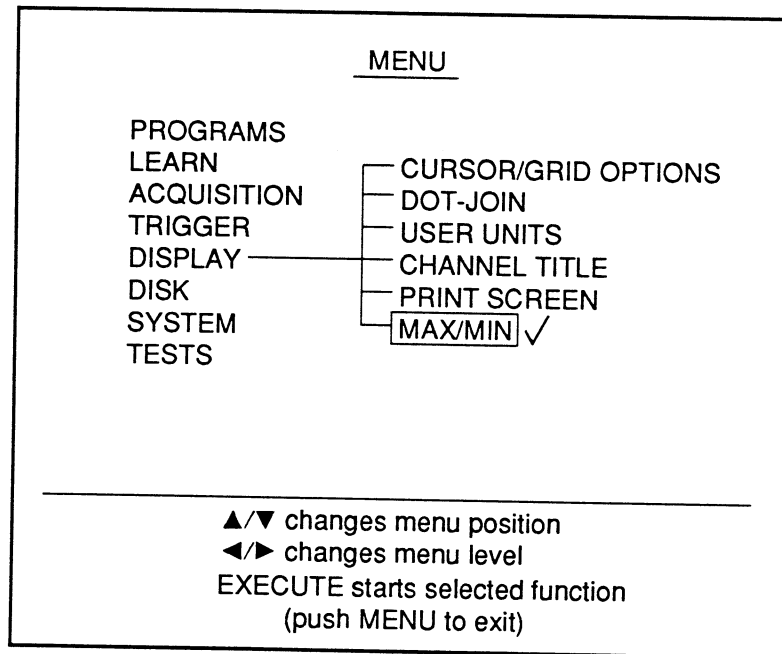 MENU
PROGRAMS
LEARN
ACQUISITION
TRIGGER
DISPLAY
DISK
SYSTEM
TESTS
CURSOR/GRID OPTIONS
DOT-JOIN
USER UNITS
CHANNEL TITLE
PRINT SCREEN
MAX/MIN ✓
▲/▼ changes menu position
◄/► changes menu level
EXECUTE starts selected function
(push MENU to exit)